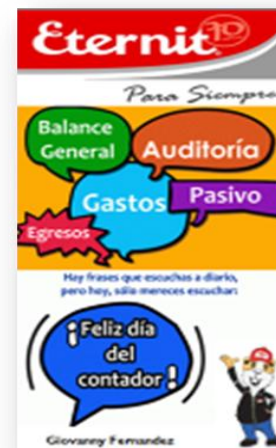 Eternit
Para Siempre
Balance
General
Auditoría
Gastos
Pasivo
Egresos
Hay frases que escuchas a diario,
pero hoy, sólo mereces escuchar:
¡Feliz día
del
contador!
Giovanny Fernandez